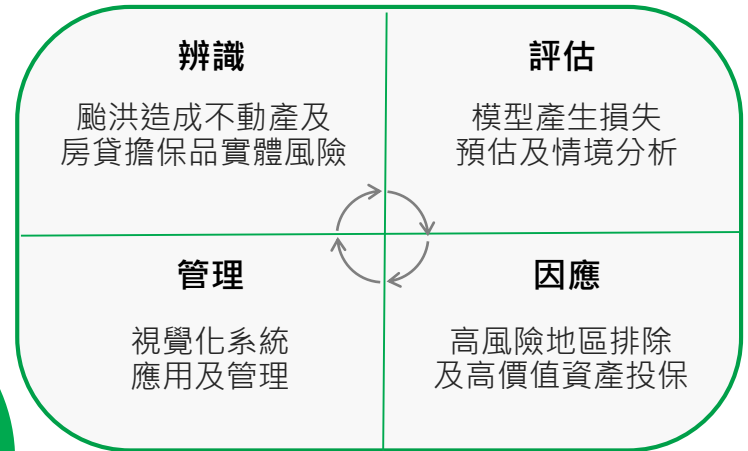 辨識
颱洪造成不動產及
房貸擔保品實體風險
評估
模型產生損失
預估及情境分析
管理
視覺化系統
應用及管理
因應
高風險地區排除
及高價值資產投保